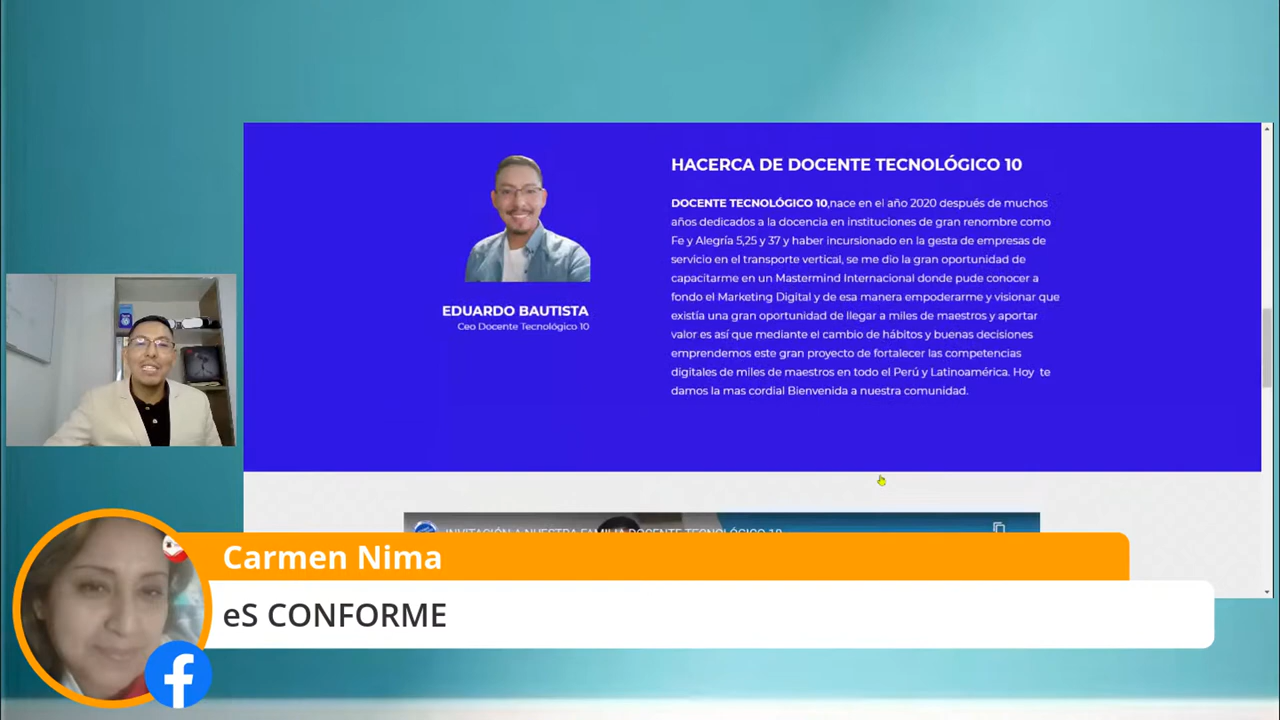 HACERCA DE DOCENTE TECNOLÓGICO 10
DOCENTE TECNOLÓGICO 10,nace en el año 2020 después de muchos
años dedicados a la docencia en instituciones de gran renombre como
Fe y Alegría 5,25 y 37 y haber incursionado en la gesta de empresas de
servicio en el transporte vertical, se me dio la gran oportunidad de
capacitarme en un Mastermind Internacional donde pude conocer a
fondo el Marketing Digital y de esa manera empoderarme y visionar que
existía una gran oportunidad de llegar a miles de maestros y aportar
valor es así que mediante el cambio de hábitos y buenas decisiones
emprendemos este gran proyecto de fortalecer las competencias
digitales de miles de maestros en todo el Perú y Latinoamérica. Hoy te
damos la mas cordial Bienvenida a nuestra comunidad.
EDUARDO BAUTISTA
Ceo Docente Tecnológico 10
INVITACIÓN A NUESTRA FAMILIA DOCENTE TECNOLÓGICO
Carmen Nima
eS CONFORME